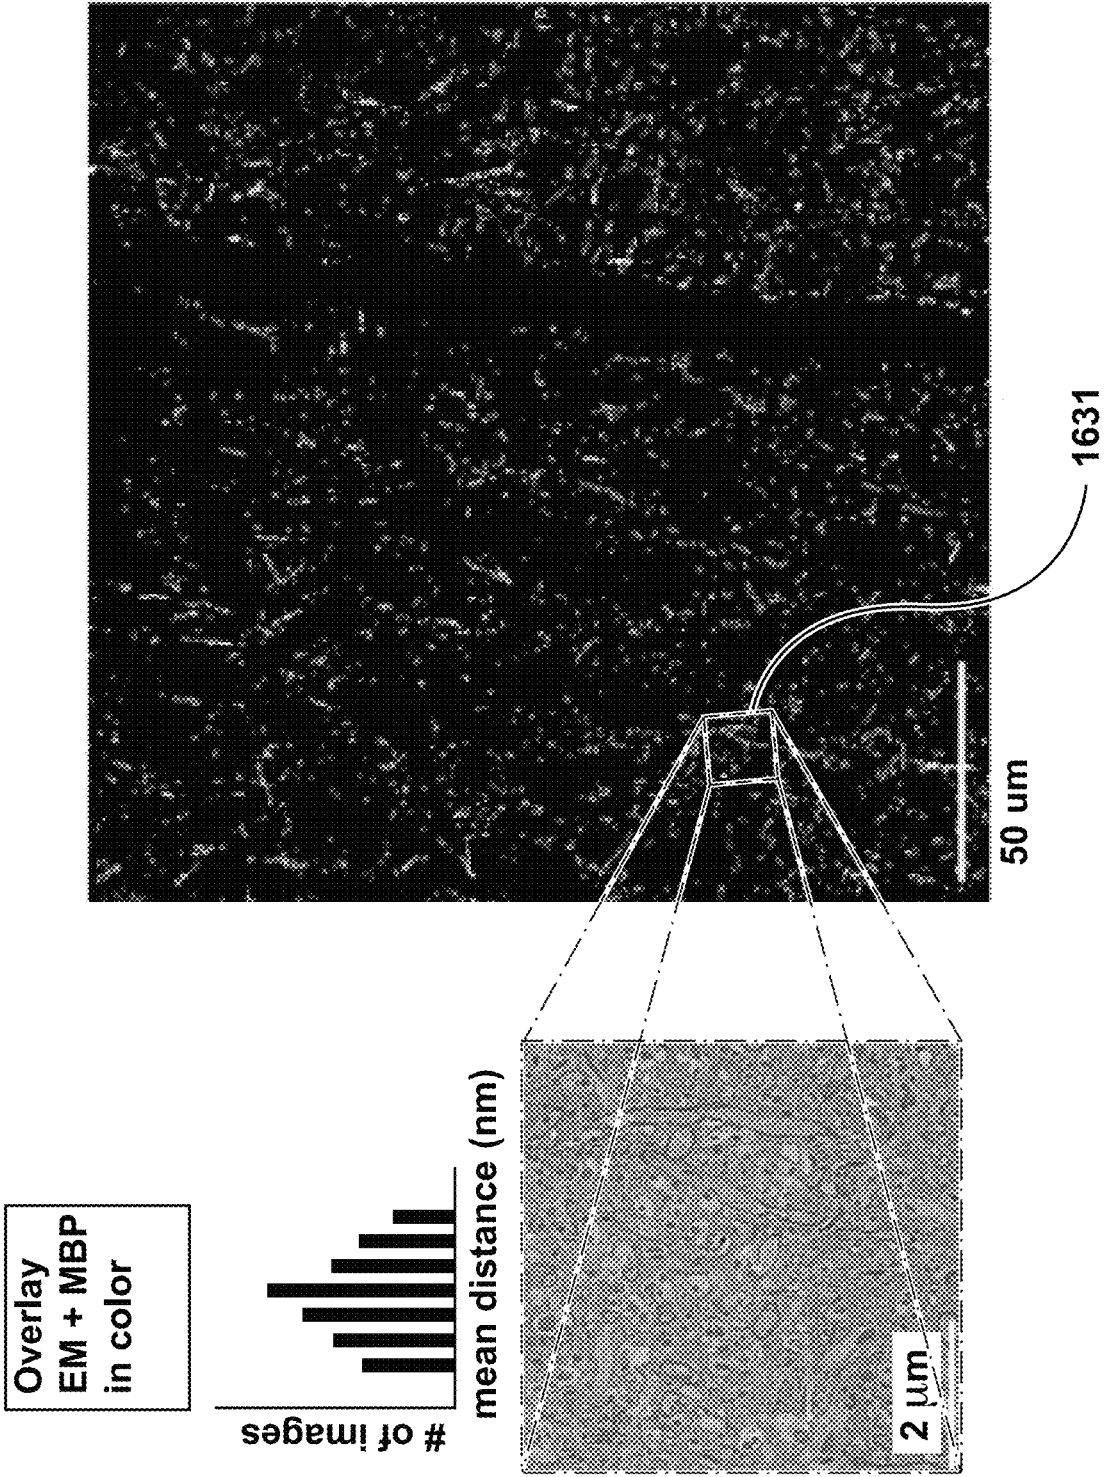 Overlay
EM + MBP
in color
# of images
mean distance (nm)
2 μm
50 um
1631